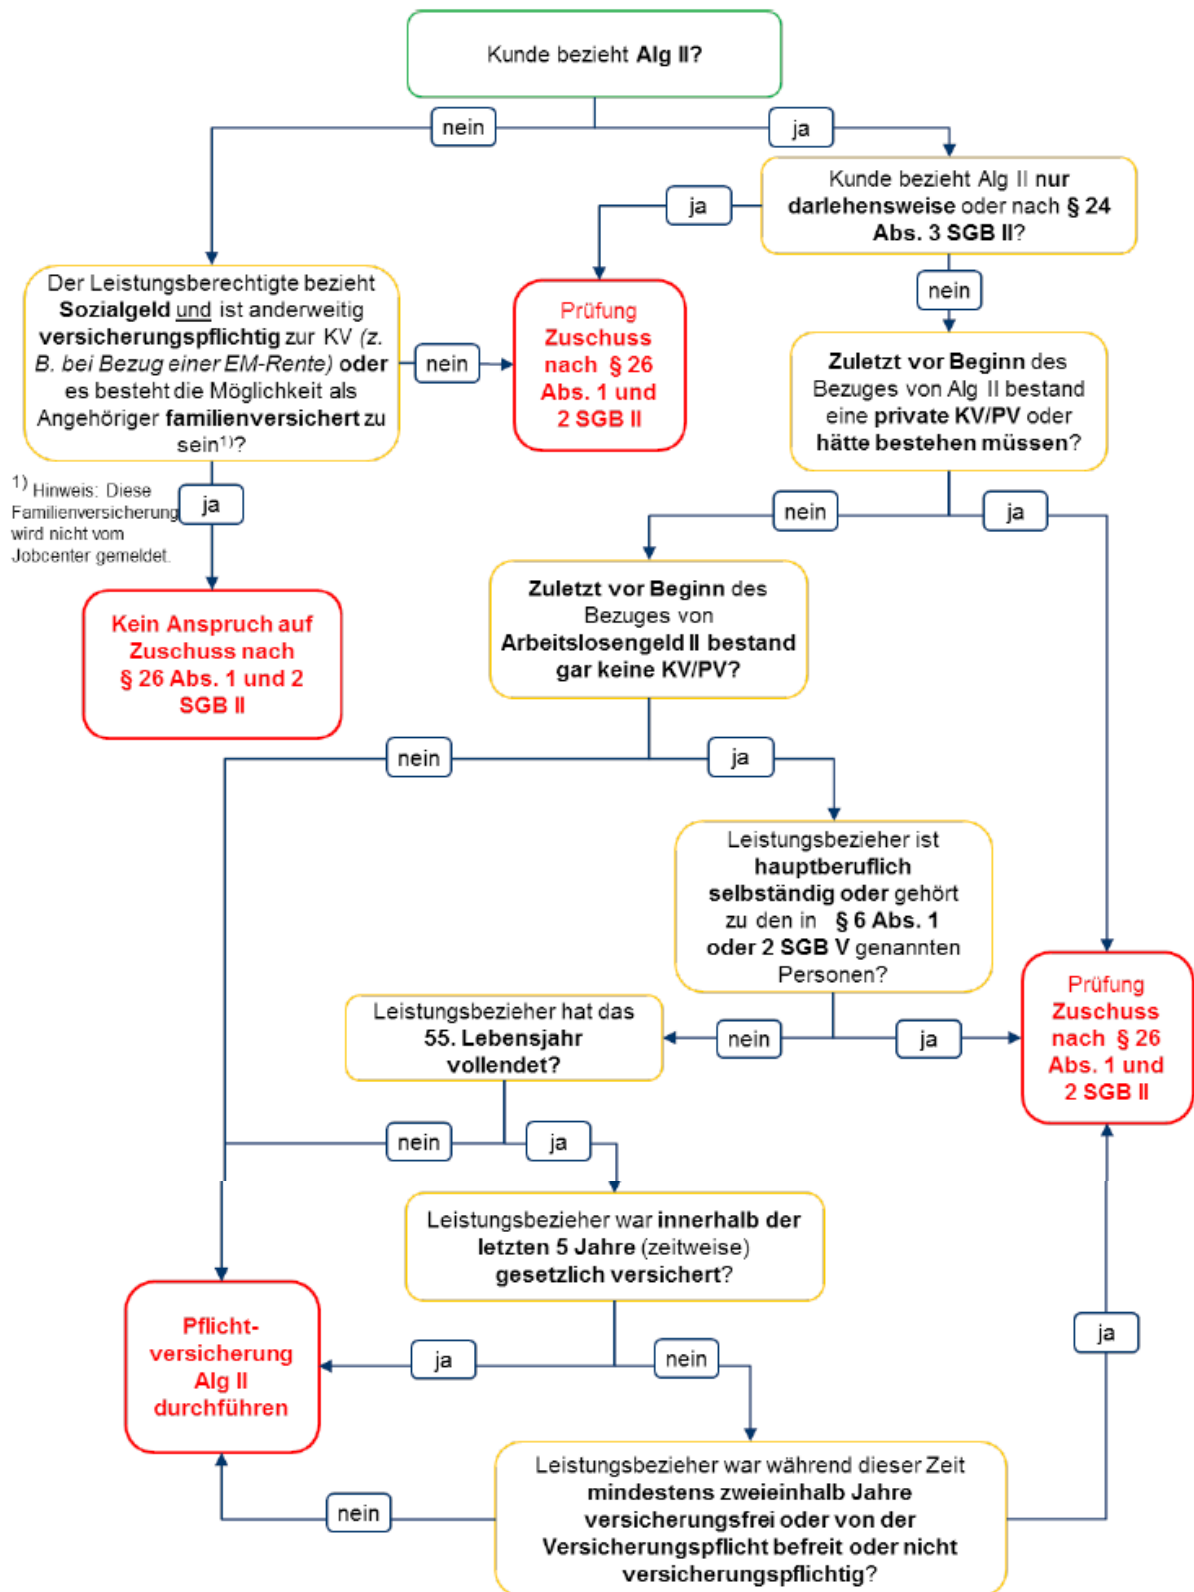 Kunde bezieht Alg II?
nein
ja
Kunde bezieht Alg II nur
darlehensweise oder nach § 24
Abs. 3 SGB II?
ja
nein
Der Leistungsberechtigte bezieht
Sozialgeld und ist anderweitig
versicherungspflichtig zur KV (z.
B. bei Bezug einer EM-Rente) oder
es besteht die Möglichkeit als
Angehöriger familienversichert zu
sein1)?
nein
Prüfung
Zuschuss
nach § 26
Abs. 1 und
2 SGB II
Zuletzt vor Beginn des
Bezuges von Alg II bestand
eine private KV/PV oder
hätte bestehen müssen?
1) Hinweis: Diese
Familienversicherung
wird nicht vom
Jobcenter gemeldet.
ja
nein
ja
Kein Anspruch auf
Zuschuss nach
§ 26 Abs. 1 und 2
SGB II
Zuletzt vor Beginn des
Bezuges von
Arbeitslosengeld II bestand
gar keine KV/PV?
nein
ja
Leistungsbezieher ist
hauptberuflich
selbständig oder gehört
zu den in § 6 Abs. 1
oder 2 SGB V genannten
Personen?
nein
ja
Prüfung
Zuschuss
nach § 26
Abs. 1 und
2 SGB II
Leistungsbezieher hat das
55. Lebensjahr
vollendet?
nein
ja
Leistungsbezieher war innerhalb der
letzten 5 Jahre (zeitweise)
gesetzlich versichert?
ja
nein
Pflicht-
versicherung
Alg II
durchführen
ja
Leistungsbezieher war während dieser Zeit
mindestens zweieinhalb Jahre
versicherungsfrei oder von der
Versicherungspflicht befreit oder nicht
versicherungspflichtig?
nein